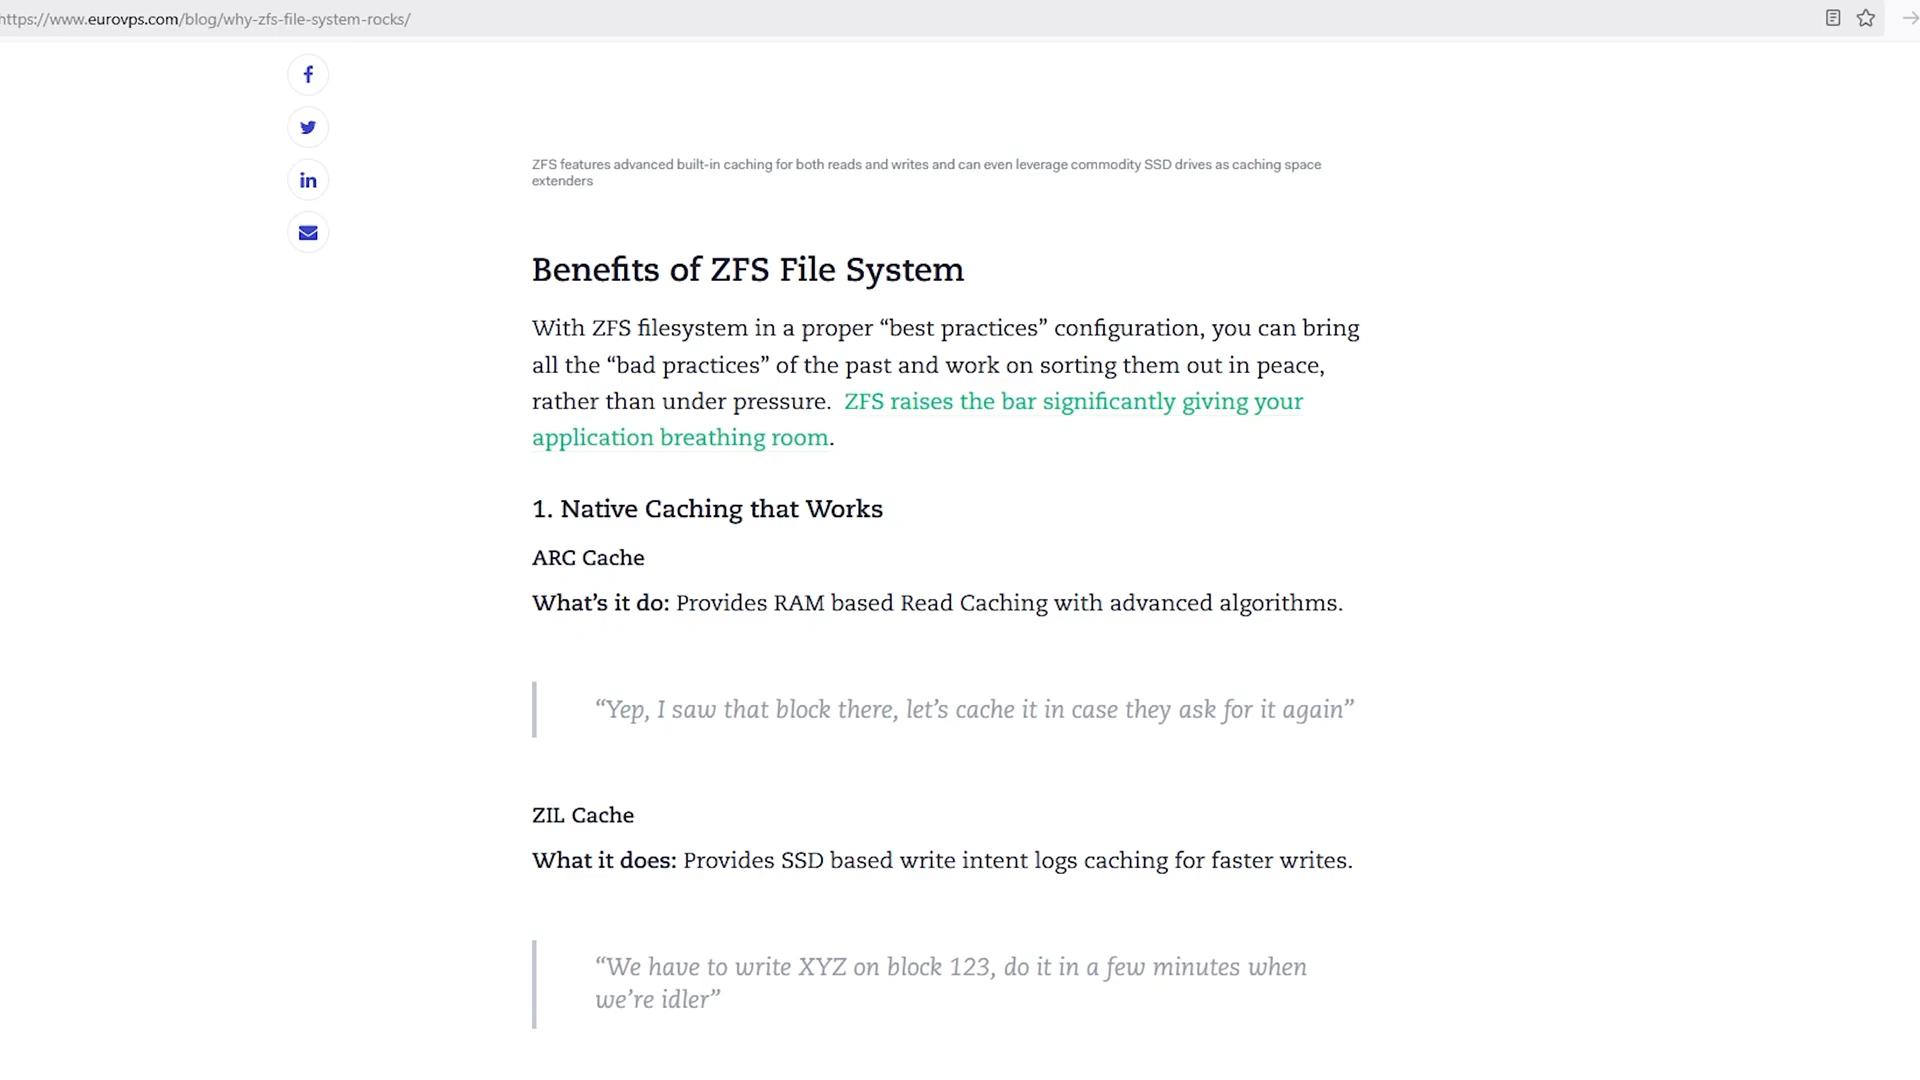 https://www.eurovps.com/blog/why-zfs-file-system-rocks/
ZFS features advanced built-in caching for both reads and writes and can even leverage commodity SSD drives as caching space
extenders
Benefits of ZFS File System
With ZFS filesystem in a proper “best practices” configuration, you can bring
all the “bad practices” of the past and work on sorting them out in peace,
rather than under pressure. ZFS raises the bar significantly giving your
application breathing room.
1. Native Caching that Works
ARC Cache
What’s it do: Provides RAM based Read Caching with advanced algorithms.
“Yep, I saw that block there, let’s cache it in case they ask for it again”
ZIL Cache
What it does: Provides SSD based write intent logs caching for faster writes.
“We have to write XYZ on block 123, do it in a few minutes when
we’re idler”